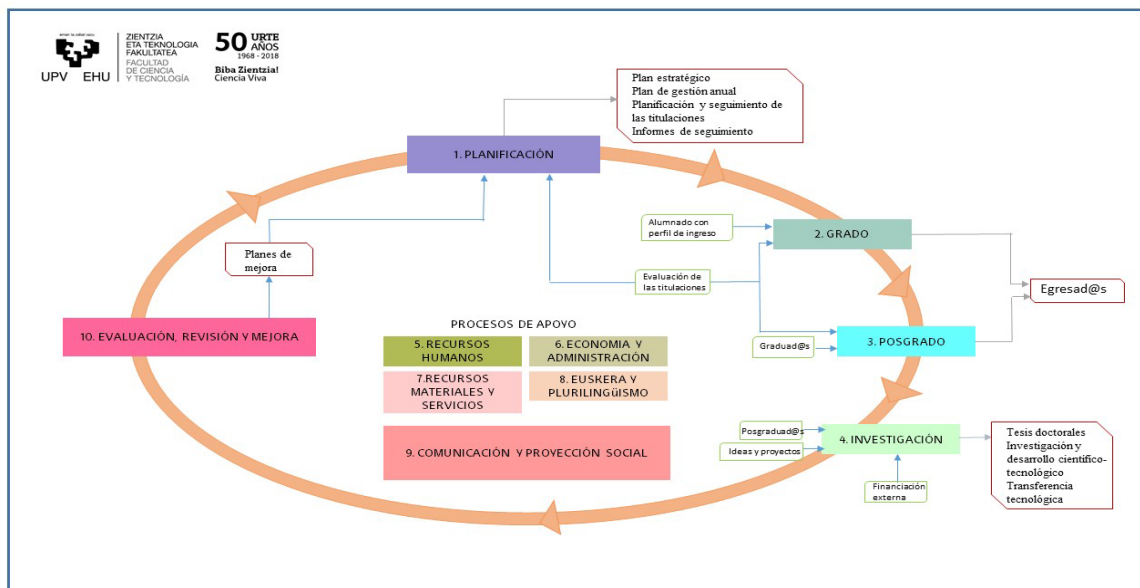 ZIENTZIA
ETA TEKNOLOGIA
FAKULTATEA
FACULTAD
DE CIENCIA
Y TECNOLOGÍA
UPV EHU
50 URTE
AÑOS
1968 - 2018
Biba Zientzia!
Ciencia Viva
Plan estratégico
Plan de gestión anual
Planificación y seguimiento de
las titulaciones
Informes de seguimiento
1. PLANIFICACIÓN
Alumnado con
perfil de ingreso
2. GRADO
Planes de
mejora
Evaluación de
las titulaciones
Egresad@s
10. EVALUACIÓN, REVISIÓN Y MEJORA
PROCESOS DE APOYO
5. RECURSOS
HUMANOS
6. ECONOMIA Y
ADMINISTRACIÓN
Graduad@s
3. POSGRADO
7.RECURSOS
MATERIALES Y
SERVICIOS
8. EUSKERA Y
PLURILINGÜISMO
9. COMUNICACIÓN Y PROYECCIÓN SOCIAL
Posgraduad@s
Ideas y proyectos
4. INVESTIGACIÓN
Financiación
externa
Tesis doctorales
Investigación y
desarrollo científico-
tecnológico
Transferencia
tecnológica